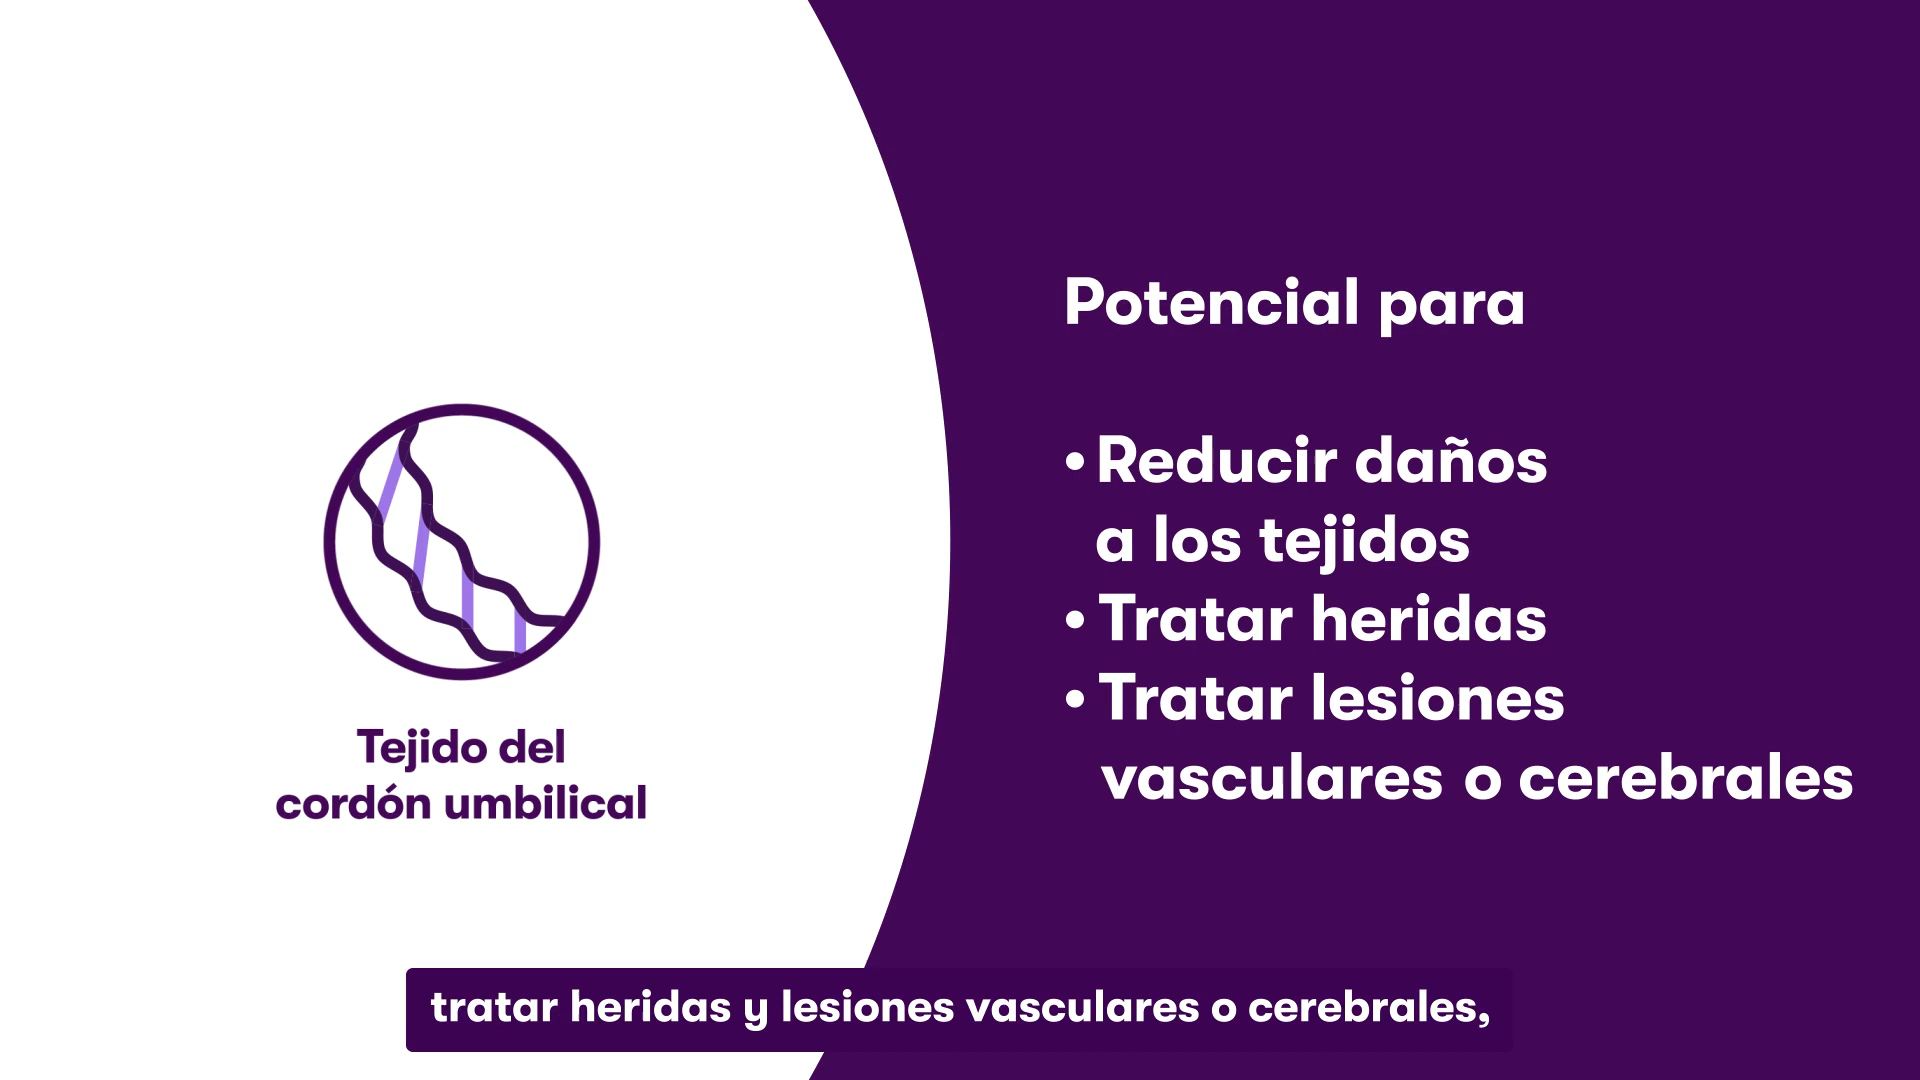 Tejido del
cordón umbilical
Potencial para
• Reducir daños
a los tejidos
• Tratar heridas
• Tratar lesiones
vasculares o cerebrales
tratar heridas y lesiones vasculares o cerebrales,